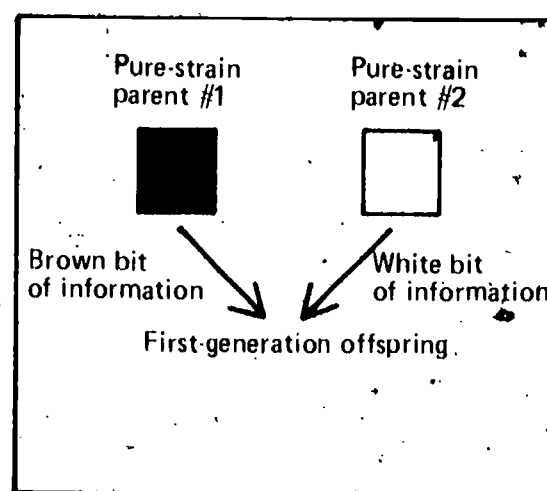 Pure-strain
parent #1
Pure-strain
parent #2
Brown bit
of information
White bit
of information
First-generation offspring